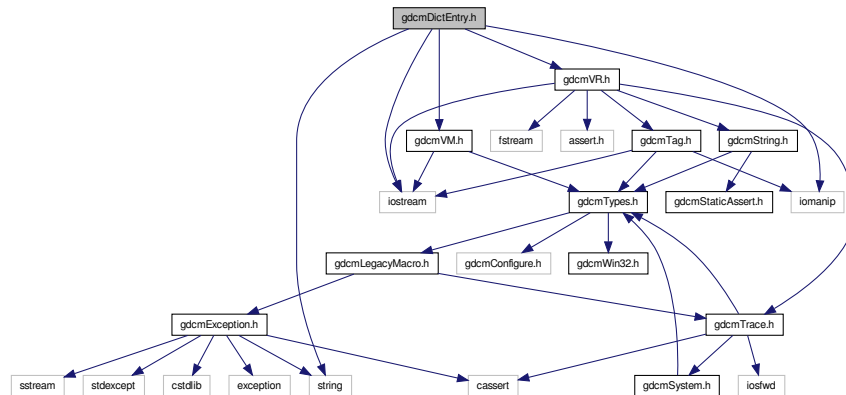 gdcmDictEntry.h
gdcmVR.h
gdcmVM.h
fstream
assert.h
gdcmTag.h
gdcmString.h
iostream
gdcmTypes.h
gdcmStaticAssert.h
iomanip
gdcmLegacyMacro.h
gdcmConfigure.h
gdcmWin32.h
gdcmException.h
gdcmTrace.h
sstream
stdexcept
cstdlib
exception
string
cassert
gdcmSystem.h
iosfwd